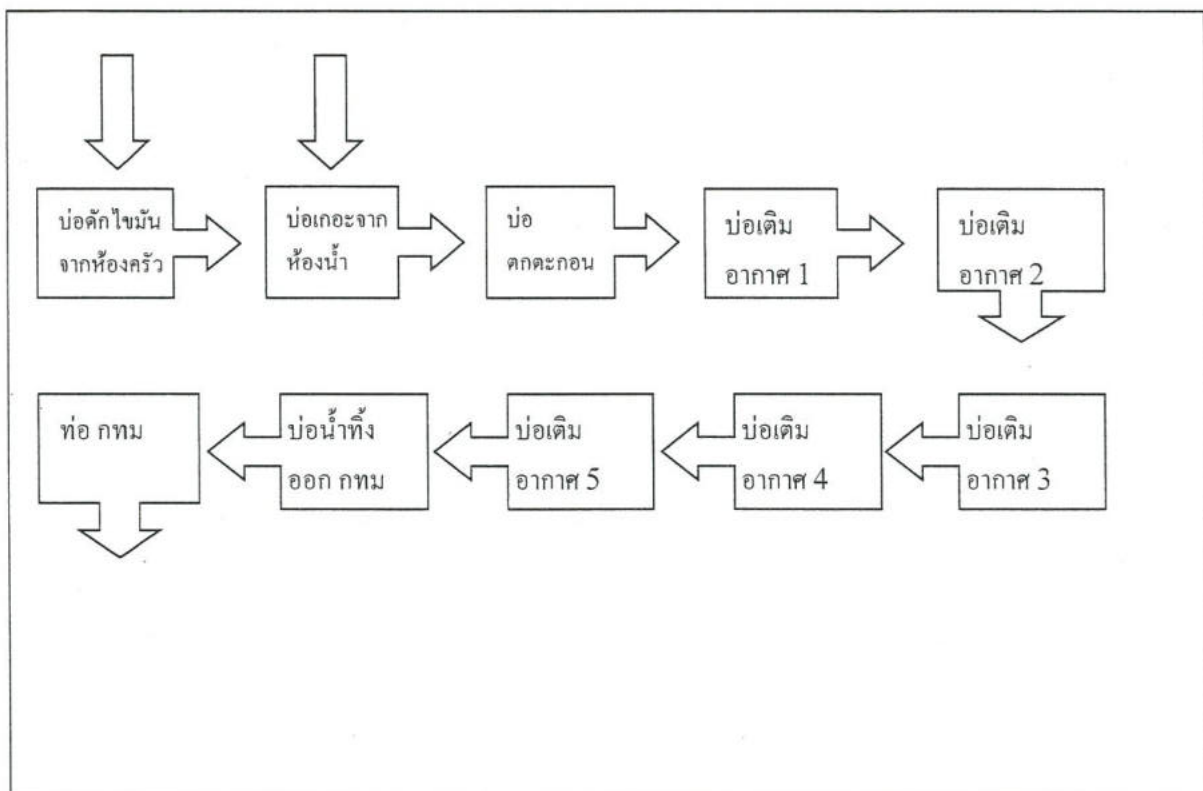 บ่อดักไขมัน
จากห้องครัว
บ่อเกอะจาก
ห้องน้ำ
บ่อ
ตกตะกอน
บ่อเติม
อากาศ 1
บ่อเติม
อากาศ 2
ท่อ กทม
บ่อน้ำทิ้ง
ออก กทม
บ่อเติม
อากาศ 5
บ่อเติม
อากาศ 4
บ่อเติม
อากาศ 3